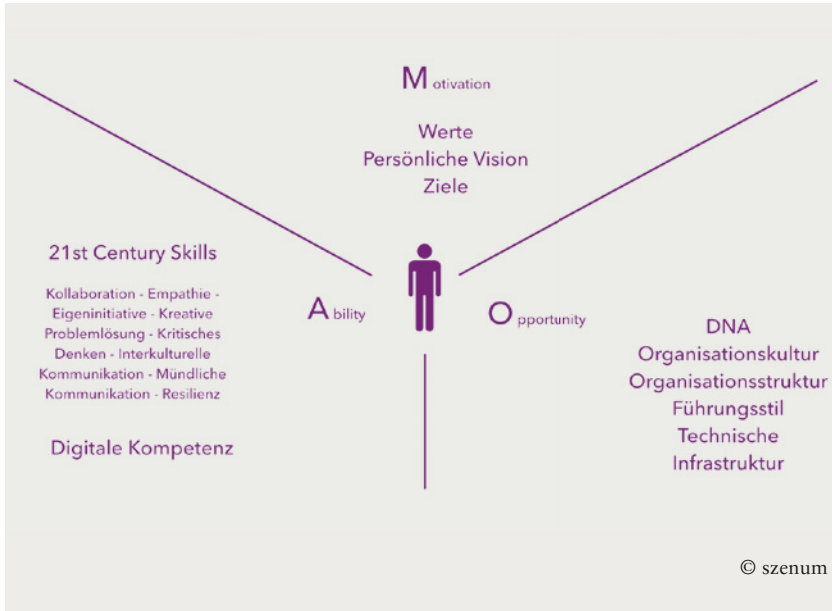 Motivation
Werte
Persönliche Vision
Ziele
21st Century Skills
Kollaboration - Empathie -
Eigeninitiative - Kreative
Problemlösung - Kritisches
Denken - Interkulturelle
Kommunikation - Mündliche
Kommunikation - Resilienz
Digitale Kompetenz
Ability
Opportunity
DNA
Organisationskultur
Organisationsstruktur
Führungsstil
Technische
Infrastruktur
© szenum